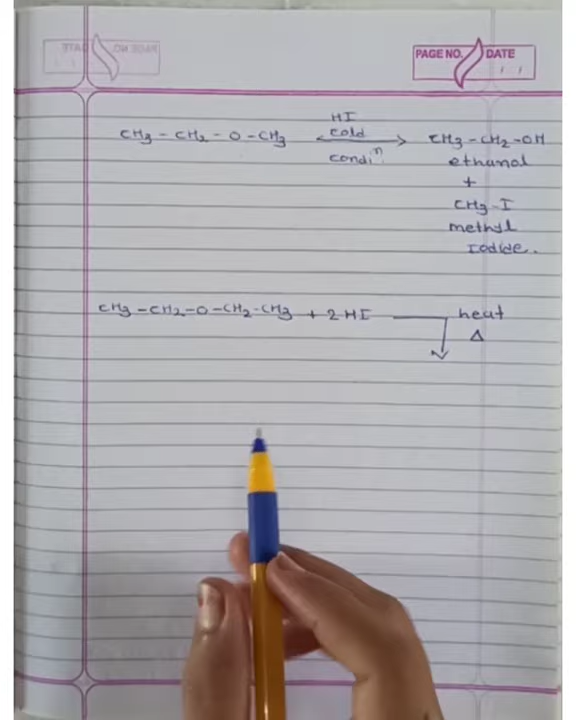 PAGE NO. DATE
CH3 - CH2 - O - CH3 HI cold condiⁿ CH3 - CH2 - OH
ethanol
+
CH3 - I
methyl
Iodide.
CH3 - CH2 - O - CH2 - CH3 + 2HI heat
Δ